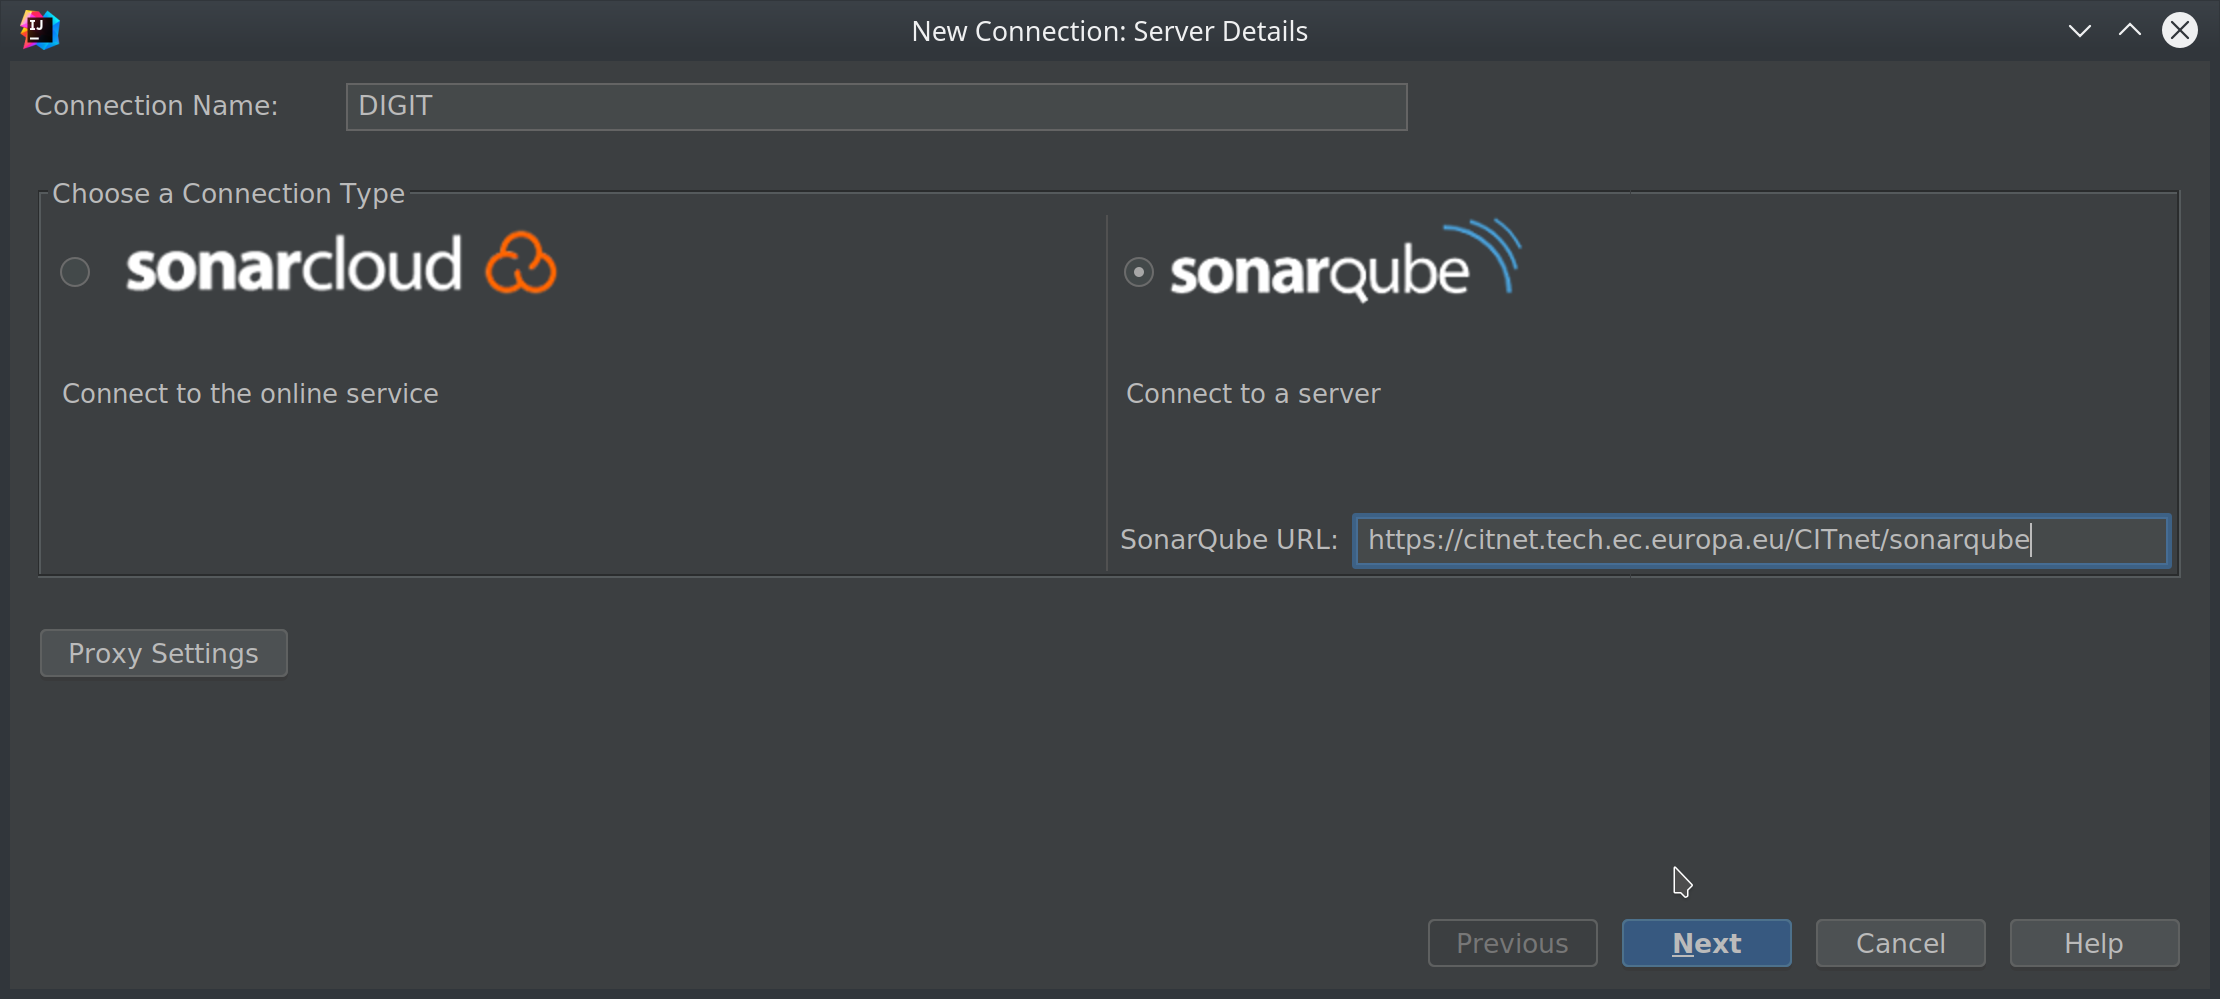 IJ
New Connection: Server Details
Connection Name: DIGIT
Choose a Connection Type
sonarcloud
sonarqube
Connect to the online service
Connect to a server
SonarQube URL: https://citnet.tech.ec.europa.eu/CITnet/sonarqube
Proxy Settings
Previous Next Cancel Help